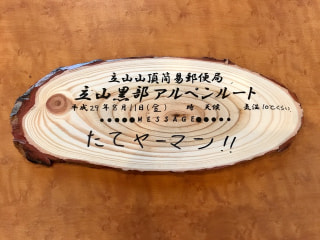 立山山頂簡易郵便局
立山黒部アルペンルート
平成29年8月11日(金) 時 天候 気温10℃くらい
●●●●●●MESSAGE●●●●●
たてヤーマン!!